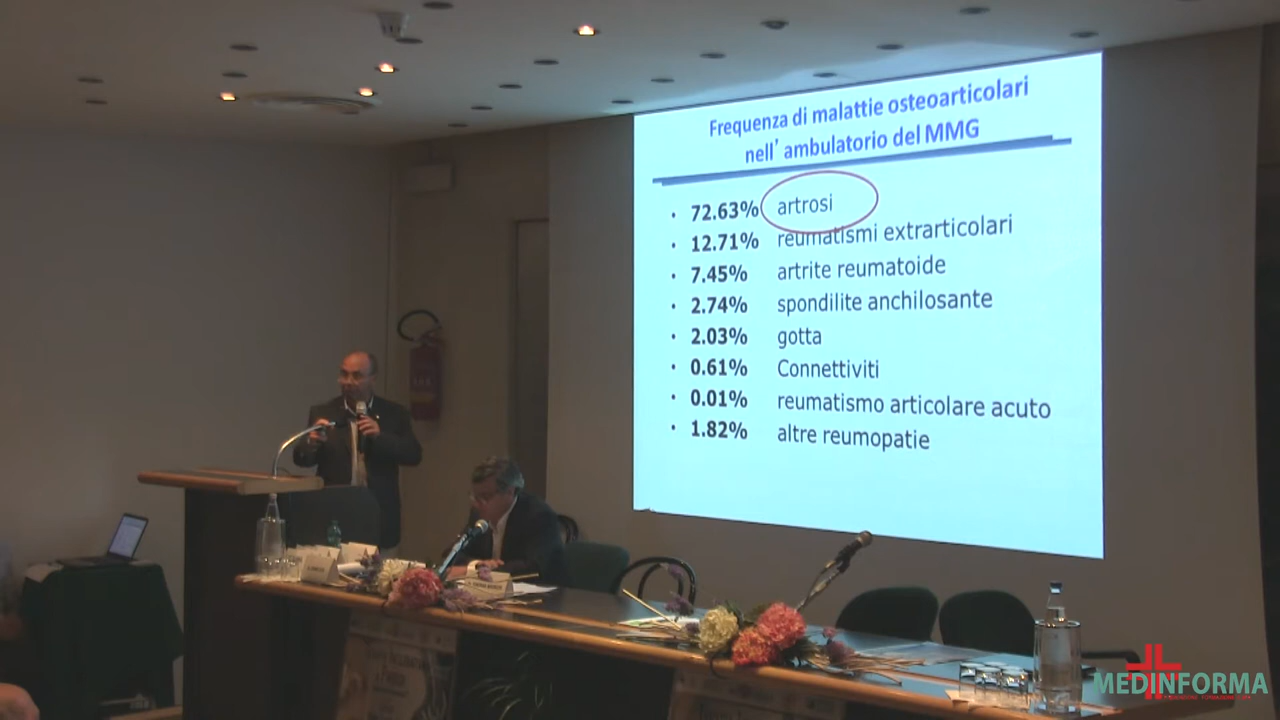 Frequenza di malattie osteoarticolari
nell' ambulatorio del MMG
• 72.63% artrosi
• 12.71% reumatismi extrarticolari
• 7.45% artrite reumatoide
• 2.74% spondilite anchilosante
• 2.03% gotta
• 0.61% Connettiviti
• 0.01% reumatismo articolare acuto
• 1.82% altre reumopatie
MEDINFORMA